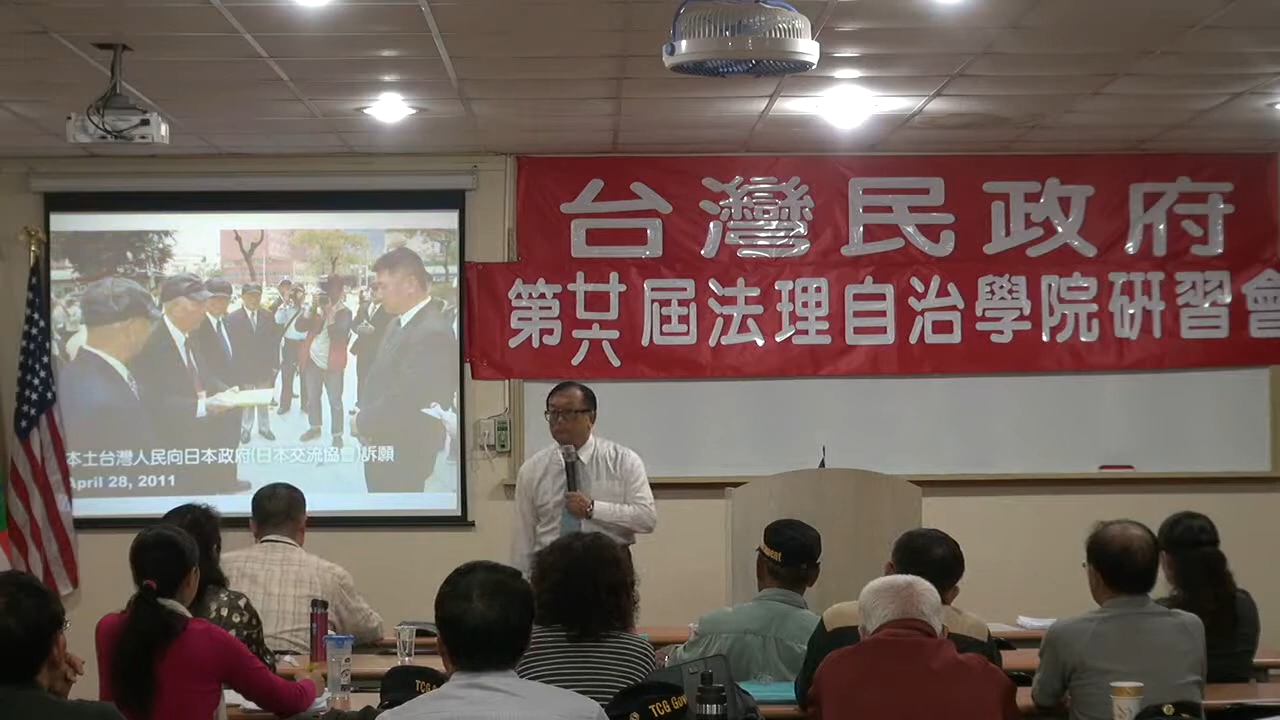 台灣民政府
第廿六屆法理自治學院研習會
本土台灣人民向日本政府(日本交流協會)訴願
April 28, 2011
TCG
TCG Gov